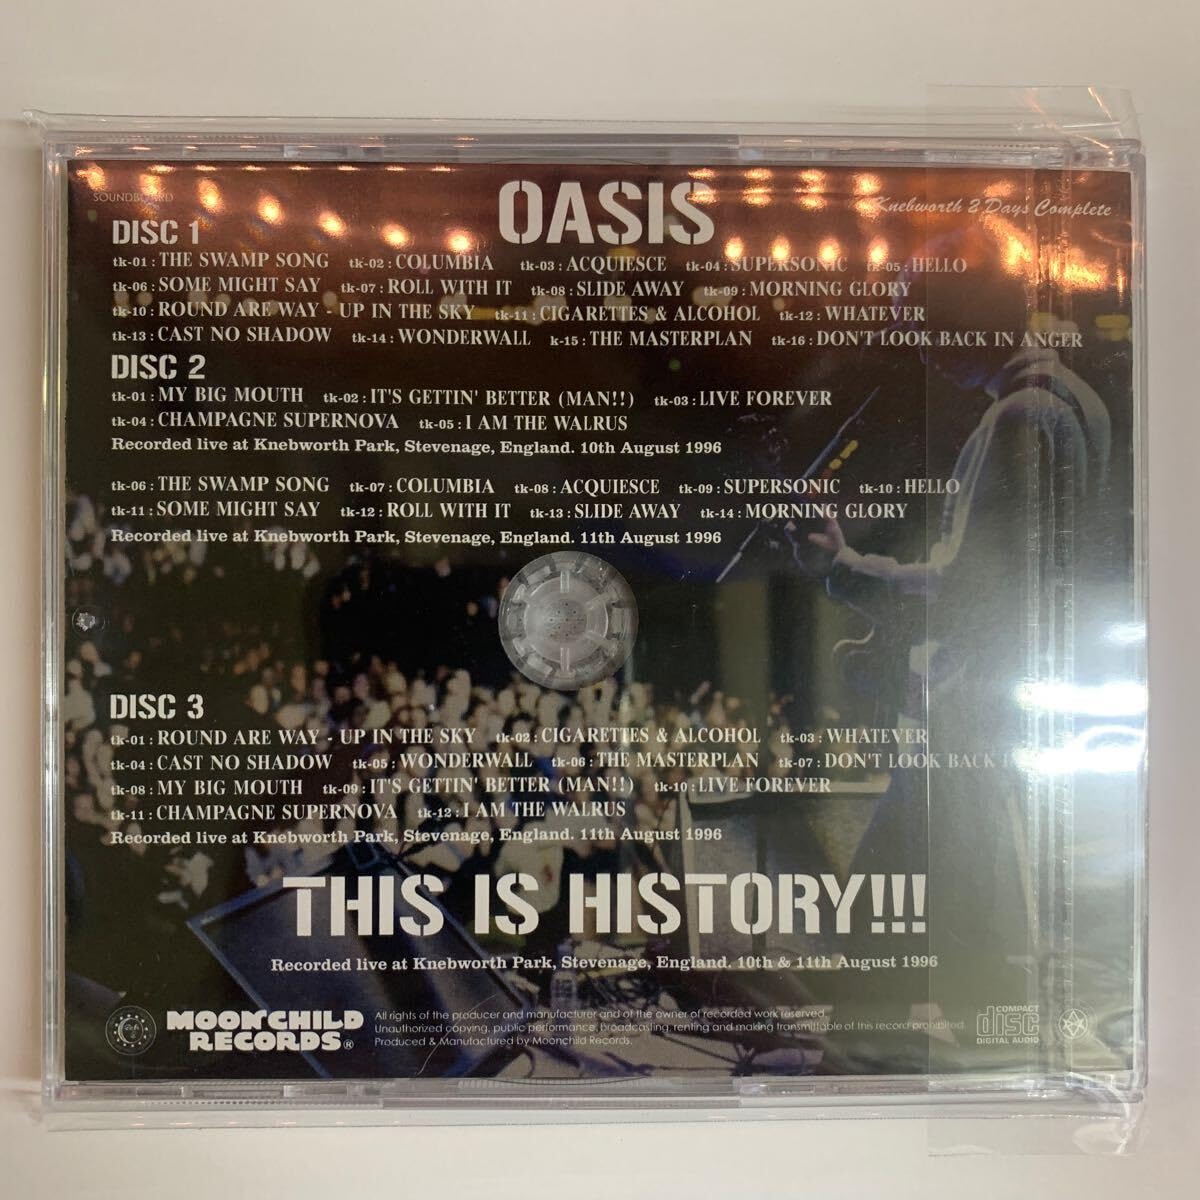 SOUNDBOARD
OASIS
Knebworth 2 Days Complete
DISC 1
tk-01 : THE SWAMP SONG tk-02 : COLUMBIA tk-03 : ACQUIESCE tk-04 : SUPERSONIC tk-05 : HELLO
tk-06 : SOME MIGHT SAY tk-07 : ROLL WITH IT tk-08 : SLIDE AWAY tk-09 : MORNING GLORY
tk-10 : ROUND ARE WAY - UP IN THE SKY tk-11 : CIGARETTES & ALCOHOL tk-12 : WHATEVER
tk-13 : CAST NO SHADOW tk-14 : WONDERWALL k-15 : THE MASTERPLAN tk-16 : DON'T LOOK BACK IN ANGER
DISC 2
tk-01 : MY BIG MOUTH tk-02 : IT'S GETTIN' BETTER (MAN!!) tk-03 : LIVE FOREVER
tk-04 : CHAMPAGNE SUPERNOVA tk-05 : I AM THE WALRUS
Recorded live at Knebworth Park, Stevenage, England. 10th August 1996
tk-06 : THE SWAMP SONG tk-07 : COLUMBIA tk-08 : ACQUIESCE tk-09 : SUPERSONIC tk-10 : HELLO
tk-11 : SOME MIGHT SAY tk-12 : ROLL WITH IT tk-13 : SLIDE AWAY tk-14 : MORNING GLORY
Recorded live at Knebworth Park, Stevenage, England. 11th August 1996
DISC 3
tk-01 : ROUND ARE WAY - UP IN THE SKY tk-02 : CIGARETTES & ALCOHOL tk-03 : WHATEVER
tk-04 : CAST NO SHADOW tk-05 : WONDERWALL tk-06 : THE MASTERPLAN tk-07 : DON'T LOOK BACK
tk-08 : MY BIG MOUTH tk-09 : IT'S GETTIN' BETTER (MAN!!) tk-10 : LIVE FOREVER
tk-11 : CHAMPAGNE SUPERNOVA tk-12 : I AM THE WALRUS
Recorded live at Knebworth Park, Stevenage, England. 11th August 1996
THIS IS HISTORY!!!
Recorded live at Knebworth Park, Stevenage, England. 10th & 11th August 1996
MOONCHILD
RECORDS®
All rights of the producer and manufacturer and of the owner of recorded work reserved.
Unauthorized copying, public performance, broadcasting, renting and making transmittable of this record prohibited.
Produced & Manufactured by Moonchild Records.
COMPACT
disc
DIGITAL AUDIO